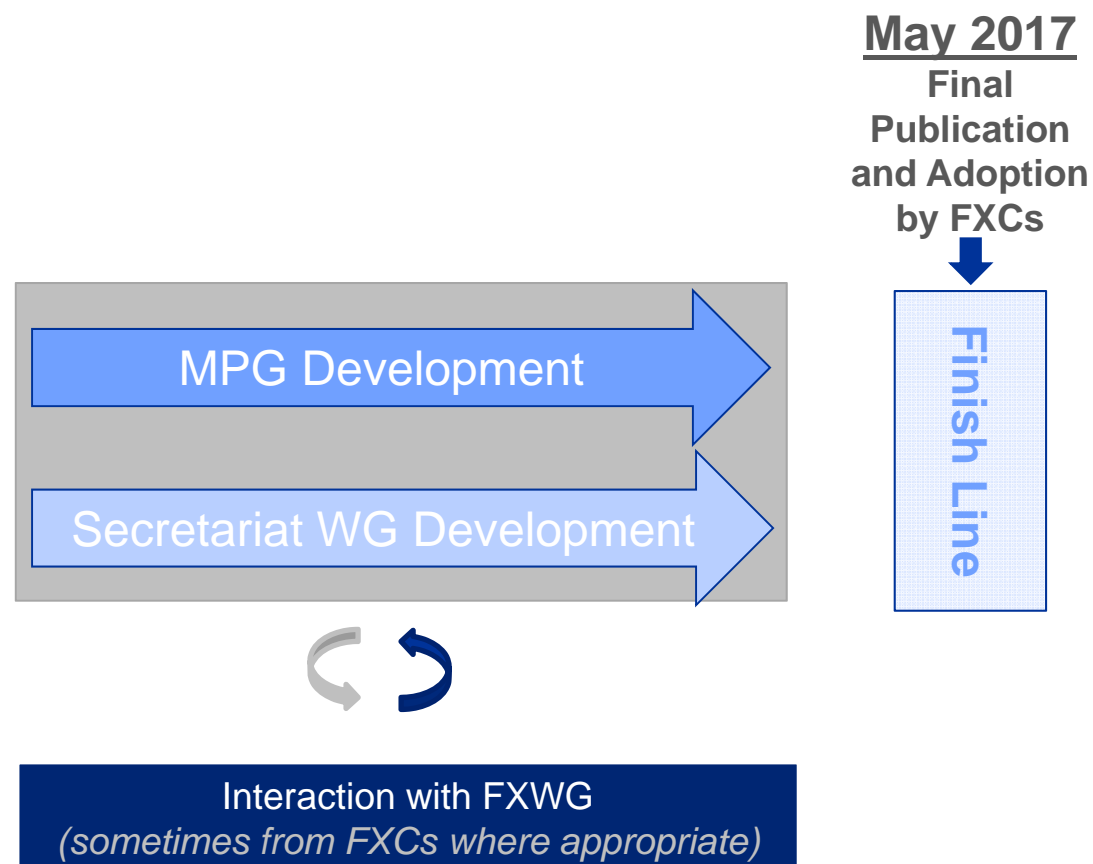 May 2017
Final
Publication
and Adoption
by FXCs
MPG Development
Secretariat WG Development
Finish Line
Interaction with FXWG
(sometimes from FXCs where appropriate)